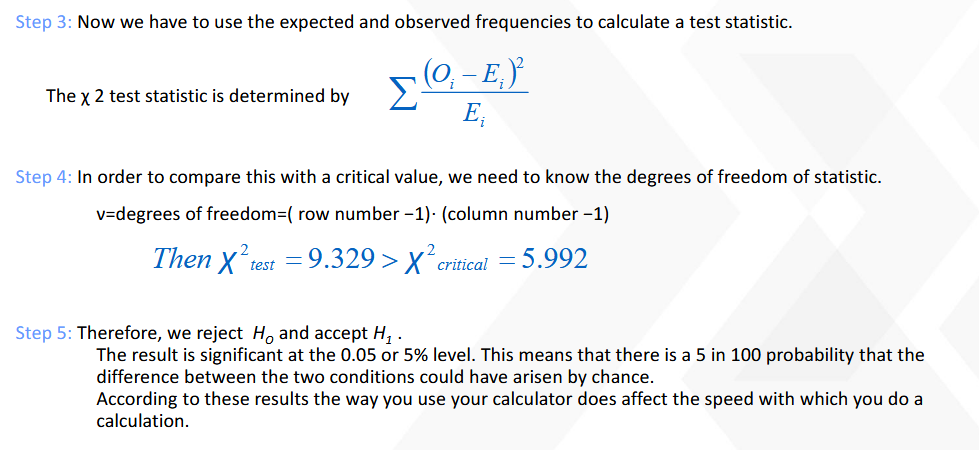 Step 3: Now we have to use the expected and observed frequencies to calculate a test statistic.
The χ 2 test statistic is determined by ∑ (Oᵢ – Eᵢ)² / Eᵢ
Step 4: In order to compare this with a critical value, we need to know the degrees of freedom of statistic.
v=degrees of freedom=( row number −1)· (column number −1)
Then χ²test = 9.329 > χ²critical = 5.992
Step 5: Therefore, we reject Hₒ and accept H₁ .
The result is significant at the 0.05 or 5% level. This means that there is a 5 in 100 probability that the
difference between the two conditions could have arisen by chance.
According to these results the way you use your calculator does affect the speed with which you do a
calculation.